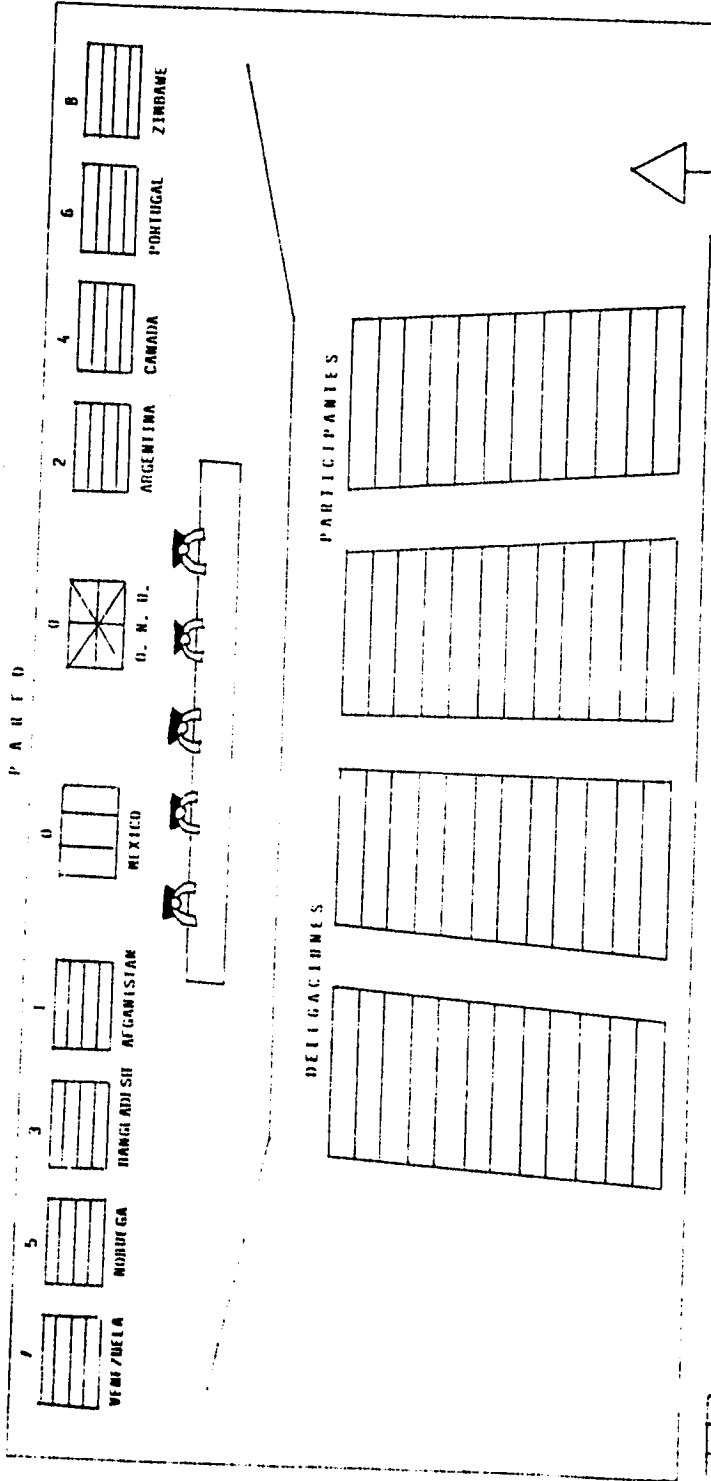 PARED
7 5 3 1 0 0 2 4 6 8
VENEZUELA NORUEGA BANGLADESH AFGANISTAN MEXICO O. N. U. ARGENTINA CANADA PORTUGAL ZIMBAWE
DELEGACIONES PARTICIPANTES